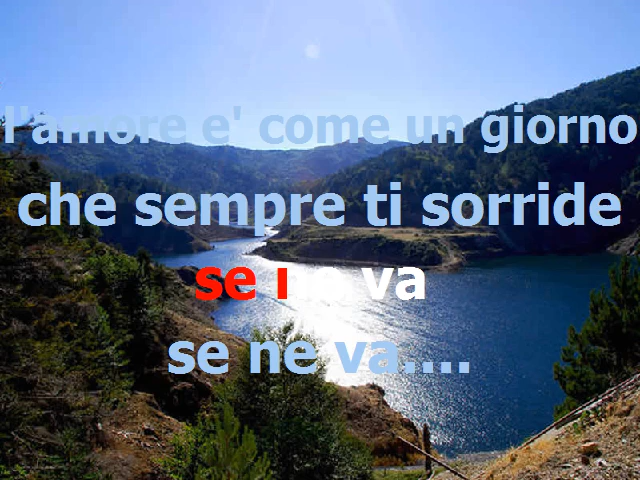 l'amore e' come un giorno
che sempre ti sorride
se ne va
se ne va....